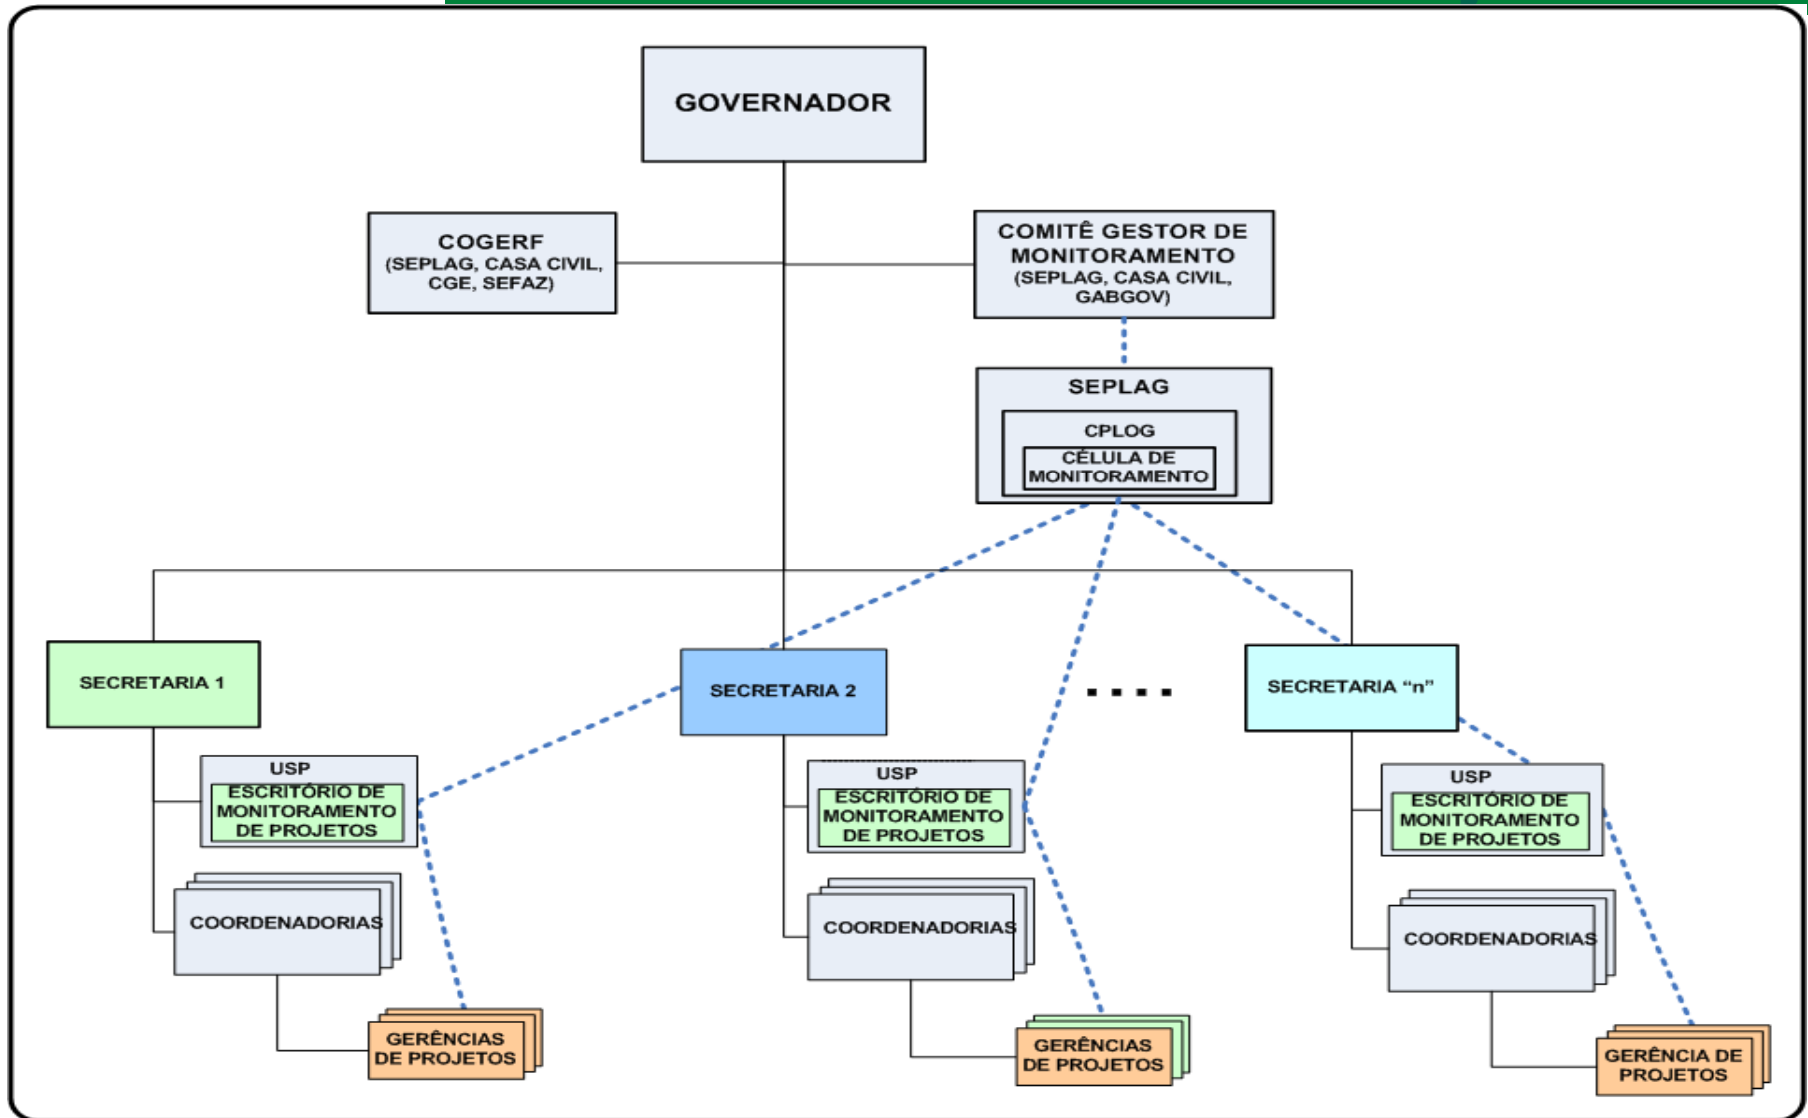 GOVERNADOR
COGERF
(SEPLAG, CASA CIVIL,
CGE, SEFAZ)
COMITÊ GESTOR DE
MONITORAMENTO
(SEPLAG, CASA CIVIL,
GABGOV)
SEPLAG
CPLOG
CÉLULA DE
MONITORAMENTO
SECRETARIA 1
SECRETARIA 2
SECRETARIA “n”
USP
ESCRITÓRIO DE
MONITORAMENTO
DE PROJETOS
USP
ESCRITÓRIO DE
MONITORAMENTO
DE PROJETOS
USP
ESCRITÓRIO DE
MONITORAMENTO
DE PROJETOS
COORDENADORIAS
COORDENADORIAS
COORDENADORIAS
GERÊNCIAS
DE PROJETOS
GERÊNCIAS
DE PROJETOS
GERÊNCIA DE
PROJETOS